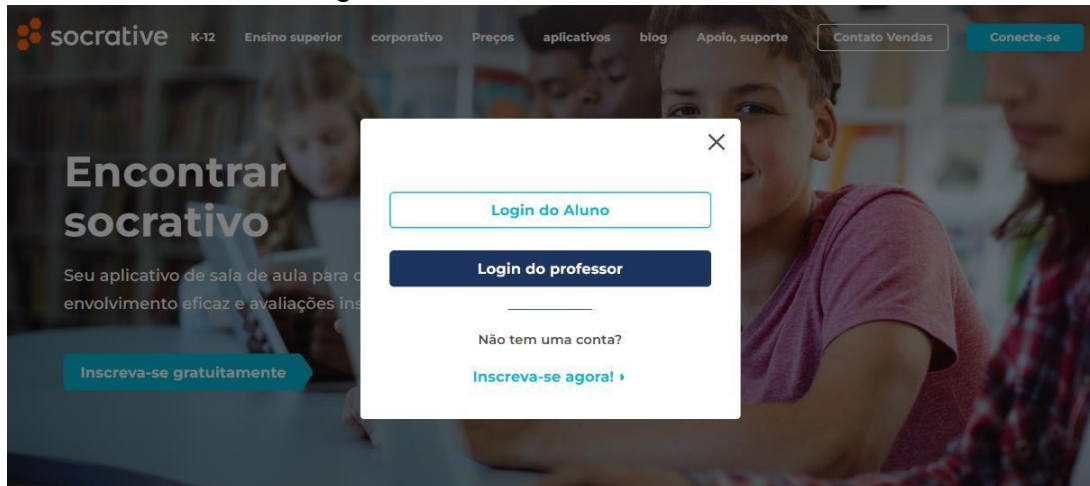 socrative K-12 Ensino superior corporativo Preços aplicativos blog Apoio, suporte Contato Vendas Conecte-se
Encontrar
socrativo
Seu aplicativo de sala de aula para
envolvimento eficaz e avaliações
Inscreva-se gratuitamente
Login do Aluno
Login do professor
Não tem uma conta?
Inscreva-se agora!